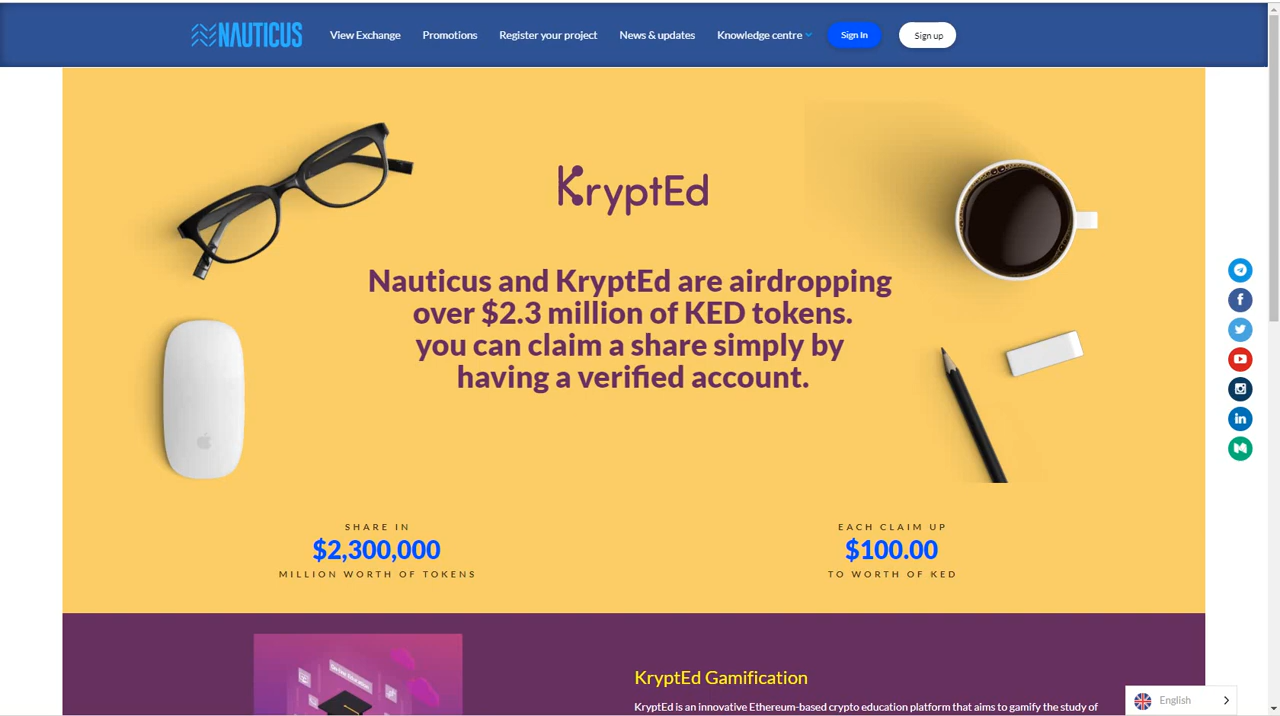 NAUTICUS
View Exchange
Promotions
Register your project
News & updates
Knowledge centre
Sign In
Sign up
KryptEd
Nauticus and KryptEd are airdropping
over $2.3 million of KED tokens.
you can claim a share simply by
having a verified account.
SHARE IN
$2,300,000
MILLION WORTH OF TOKENS
EACH CLAIM UP
$100.00
TO WORTH OF KED
KryptEd Gamification
KryptEd is an innovative Ethereum-based crypto education platform that aims to gamify the study of
English